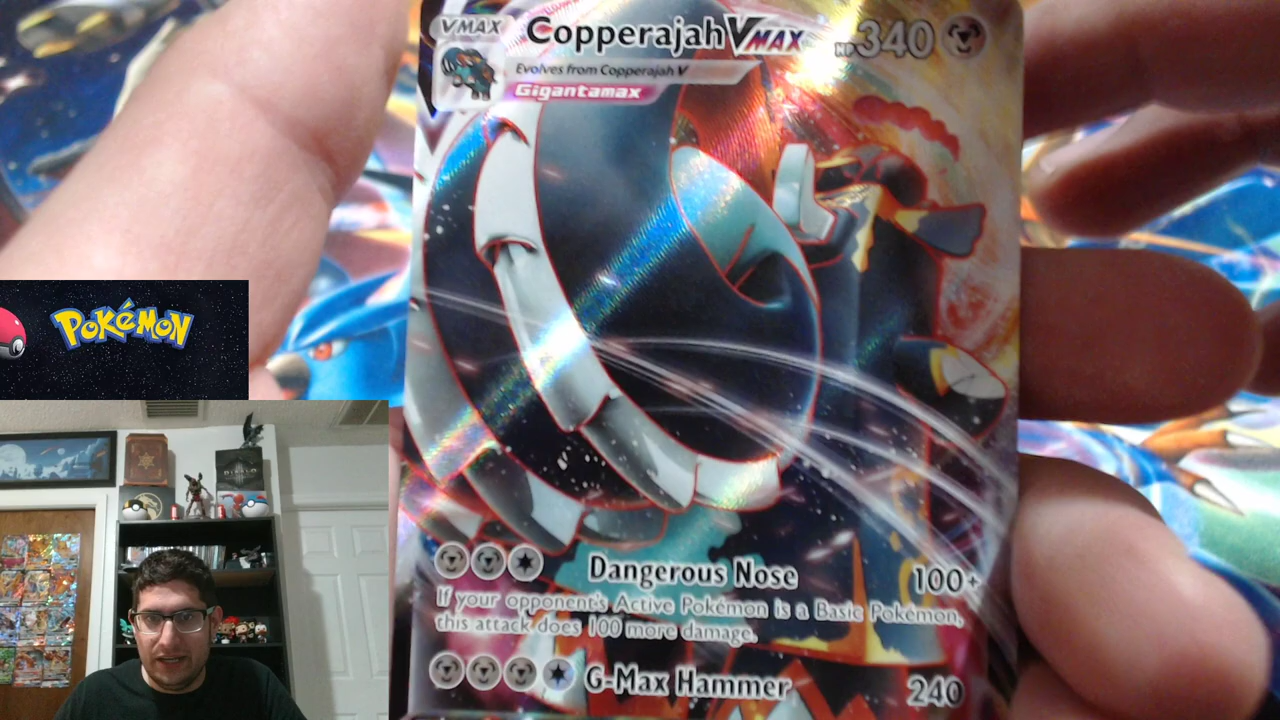 VMAX
Copperajah VMAX HP 340
Evolves from Copperajah V
Gigantamax
POKéMON
DIABLO
Dangerous Nose 100+
If your opponent's Active Pokémon is a Basic Pokémon,
this attack does 100 more damage.
G-Max Hammer 240